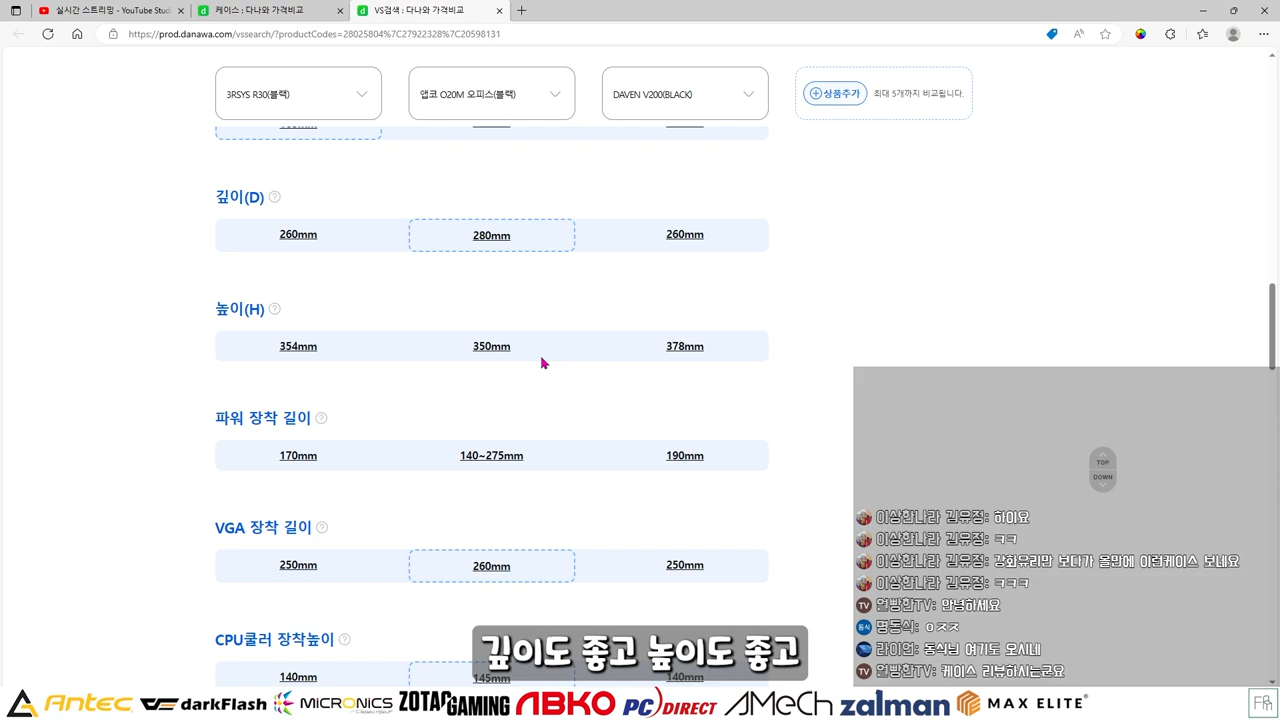 실시간 스트리밍 - YouTube Stu
케이스 : 다나와 가격비교
VS검색 : 다나와 가격비교
https://prod.danawa.com/vssearch/?productCodes=28025804%7C27922308%7C20598131
3RSYS R30(블랙)
앱코 O20M 오피스(블랙)
DAVEN V200(BLACK)
상품추가
최대 5개까지 비교됩니다.
깊이(D)
260mm 280mm 260mm
높이(H)
354mm 350mm 378mm
파워 장착 길이
170mm 140~275mm 190mm
VGA 장착 길이
250mm 260mm 250mm
CPU쿨러 장착높이
140mm 145mm 140mm
TOP
DOWN
이상한나라 김유정: 하이요
이상한나라 김유정: ㅋㅋ
이상한나라 김유정: 강화유리만 보다가 올만에 이런케이스 보네요
이상한나라 김유정: ㅋㅋㅋ
TV 월빵한TV: 안녕하세요
동식 명동식: ㅇㅈㅈ
라이언: 동식님 여기도 오시네
TV 월빵한TV: 케이스 리뷰하시는군요
깊이도 좋고 높이도 좋고
Antec darkFlash MICRONICS ZOTAC GAMING ABKO PC DIRECT AMech zalman MAX ELITE